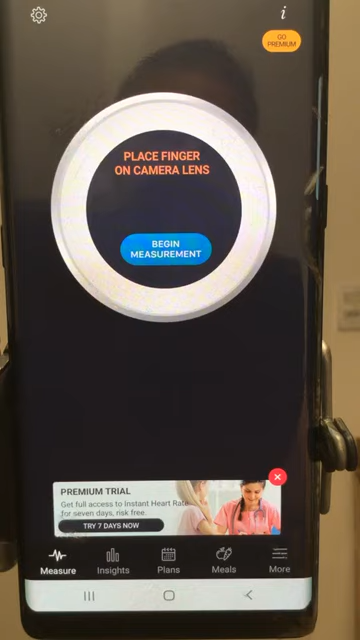 i
GO
PREMIUM
PLACE FINGER
ON CAMERA LENS
BEGIN
MEASUREMENT
PREMIUM TRIAL
Get full access to Instant Heart Rate
for seven days, risk free.
TRY 7 DAYS NOW
Measure
Insights
Plans
Meals
More